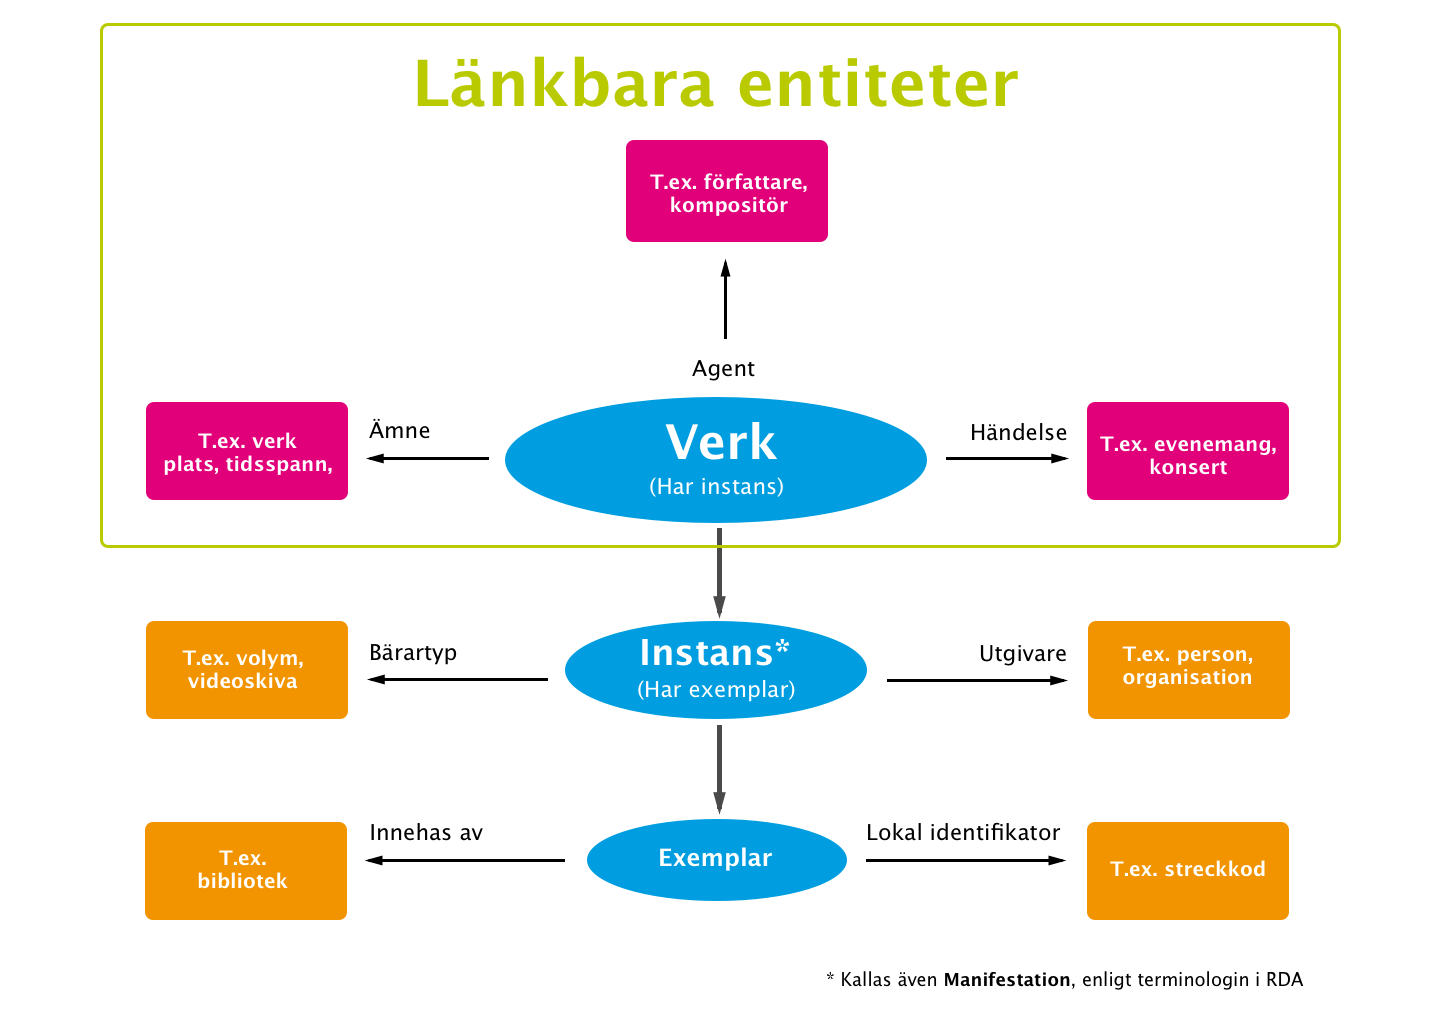 Länkbara entiteter
T.ex. författare,
kompositör
Agent
T.ex. verk
plats, tidsspann,
Ämne
Verk
(Har instans)
Händelse
T.ex. evenemang,
konsert
T.ex. volym,
videoskiva
Bärartyp
Instans*
(Har exemplar)
Utgivare
T.ex. person,
organisation
T.ex.
bibliotek
Innehas av
Exemplar
Lokal identifikator
T.ex. streckkod
* Kallas även Manifestation, enligt terminologin i RDA